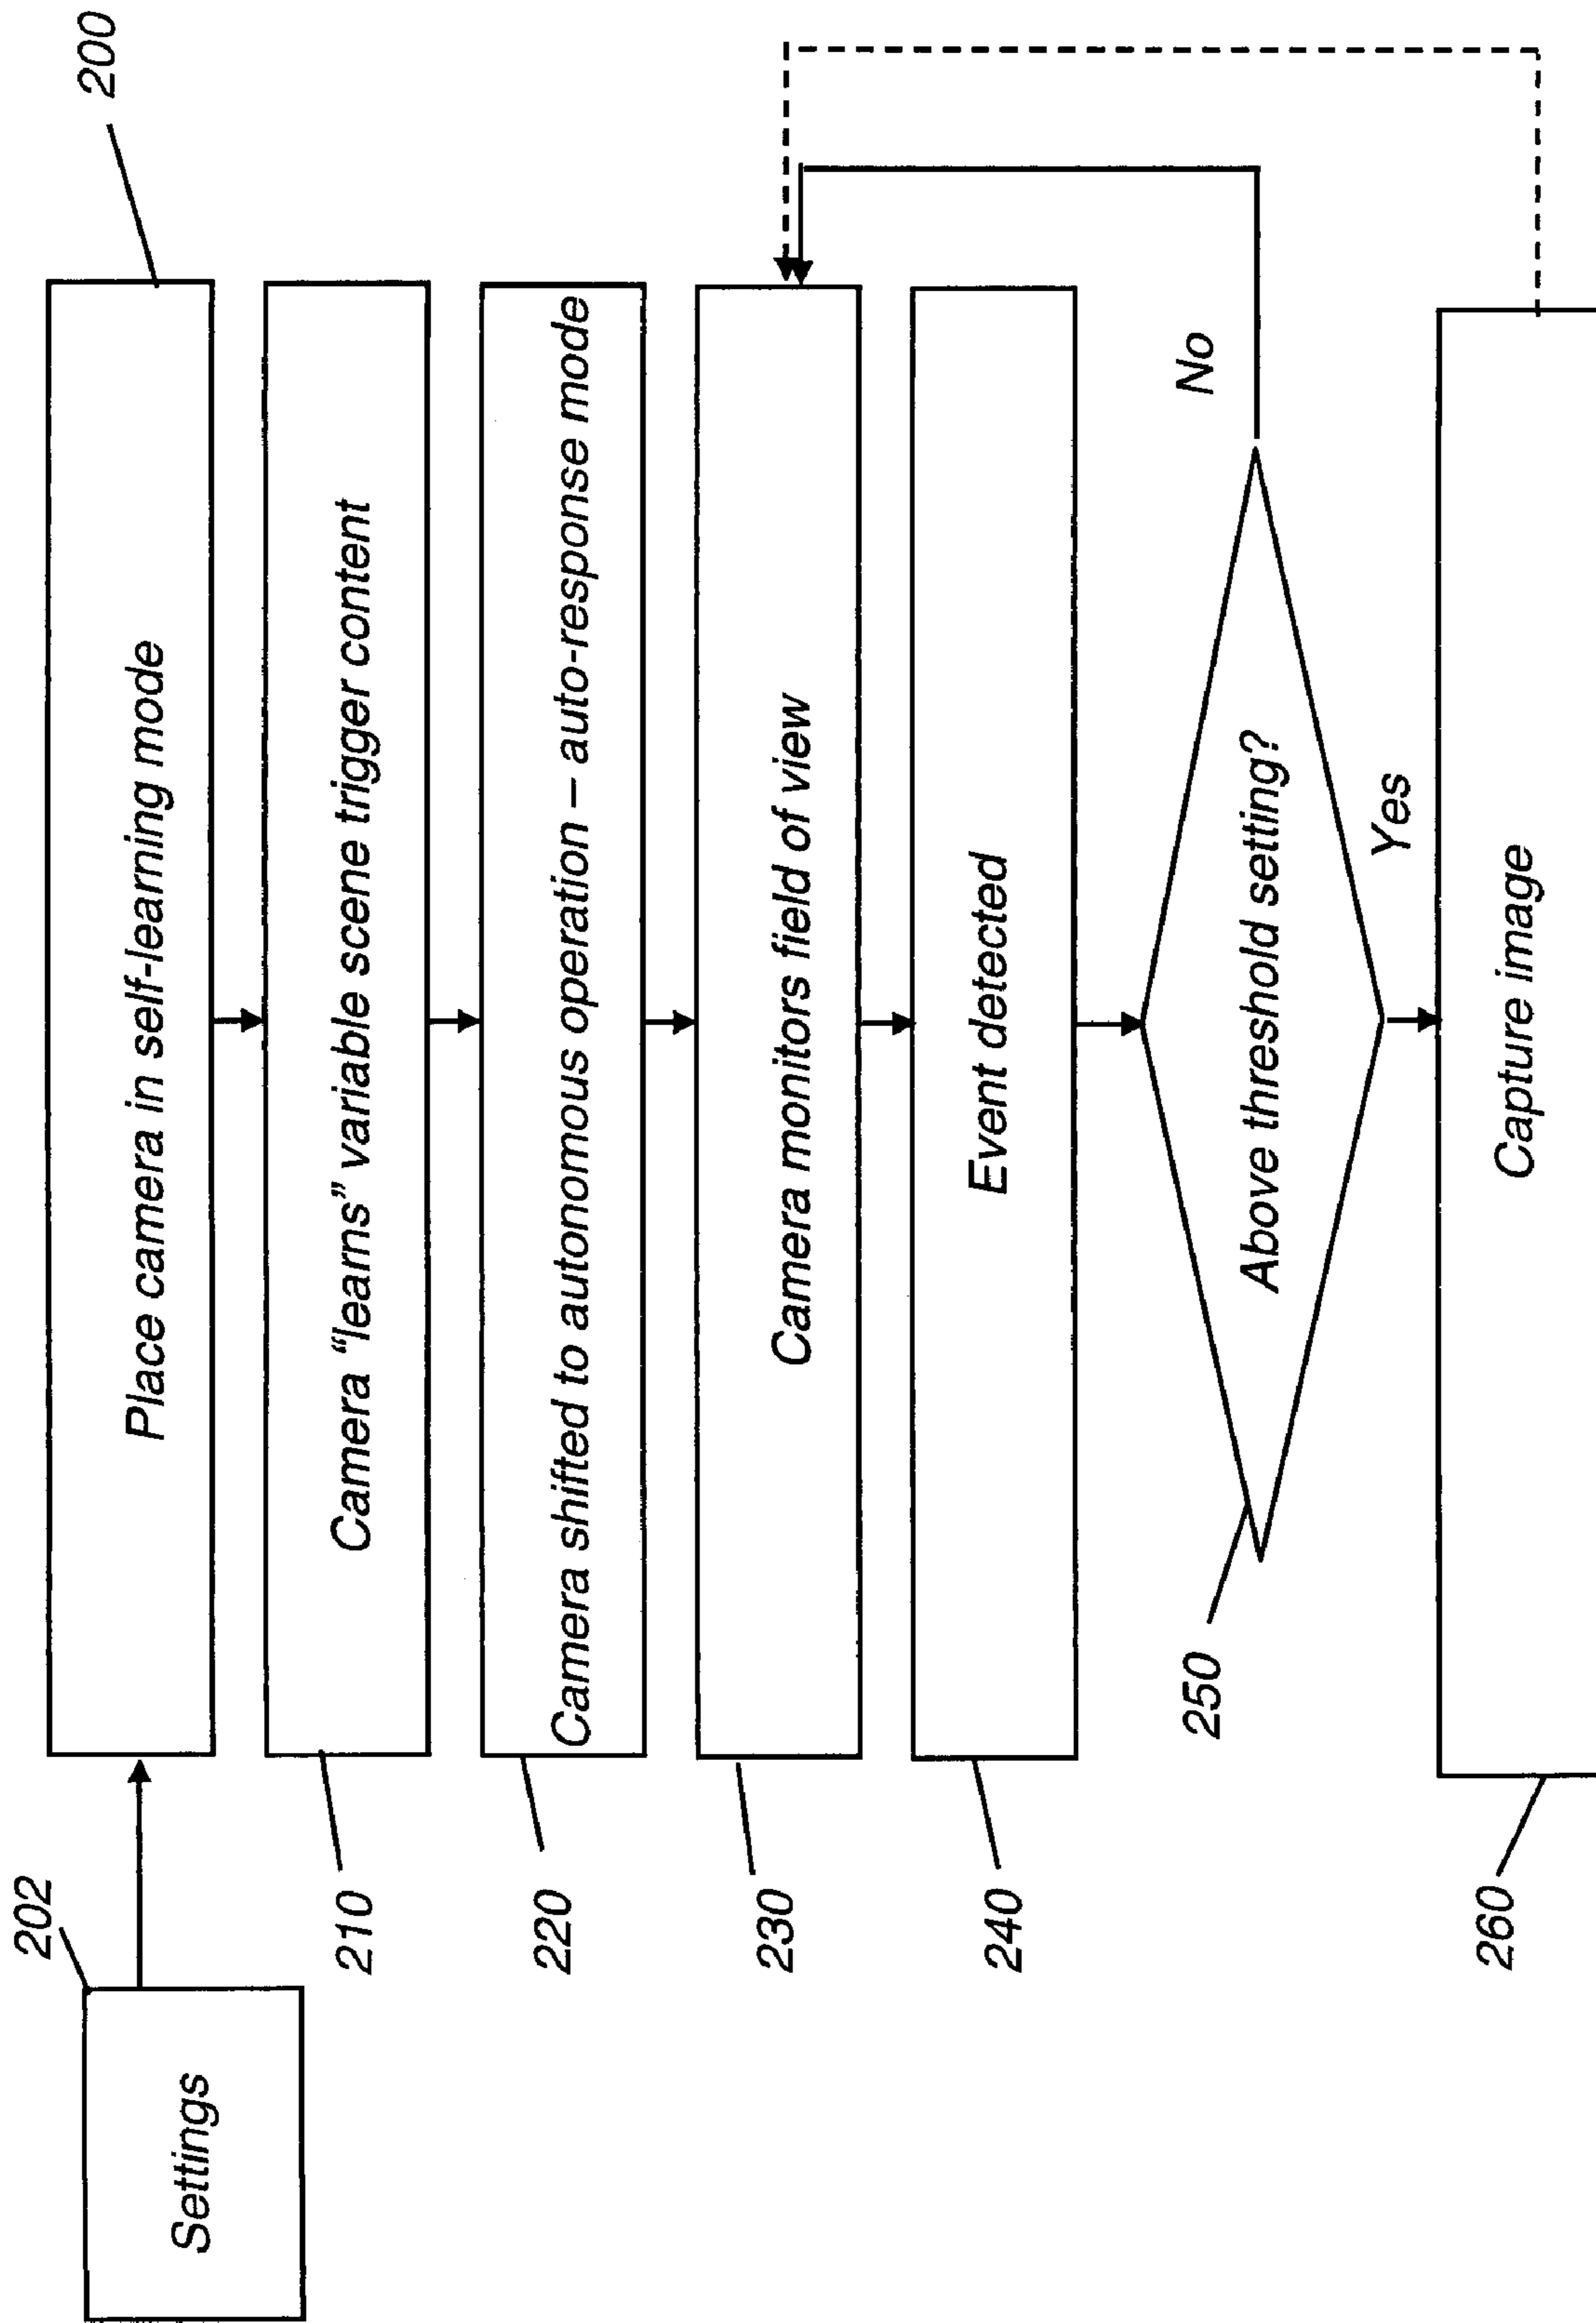 200
202
Settings
Place camera in self-learning mode
210
Camera “learns” variable scene trigger content
220
Camera shifted to autonomous operation – auto-response mode
230
Camera monitors field of view
240
Event detected
250
Above threshold setting?
No
Yes
260
Capture image